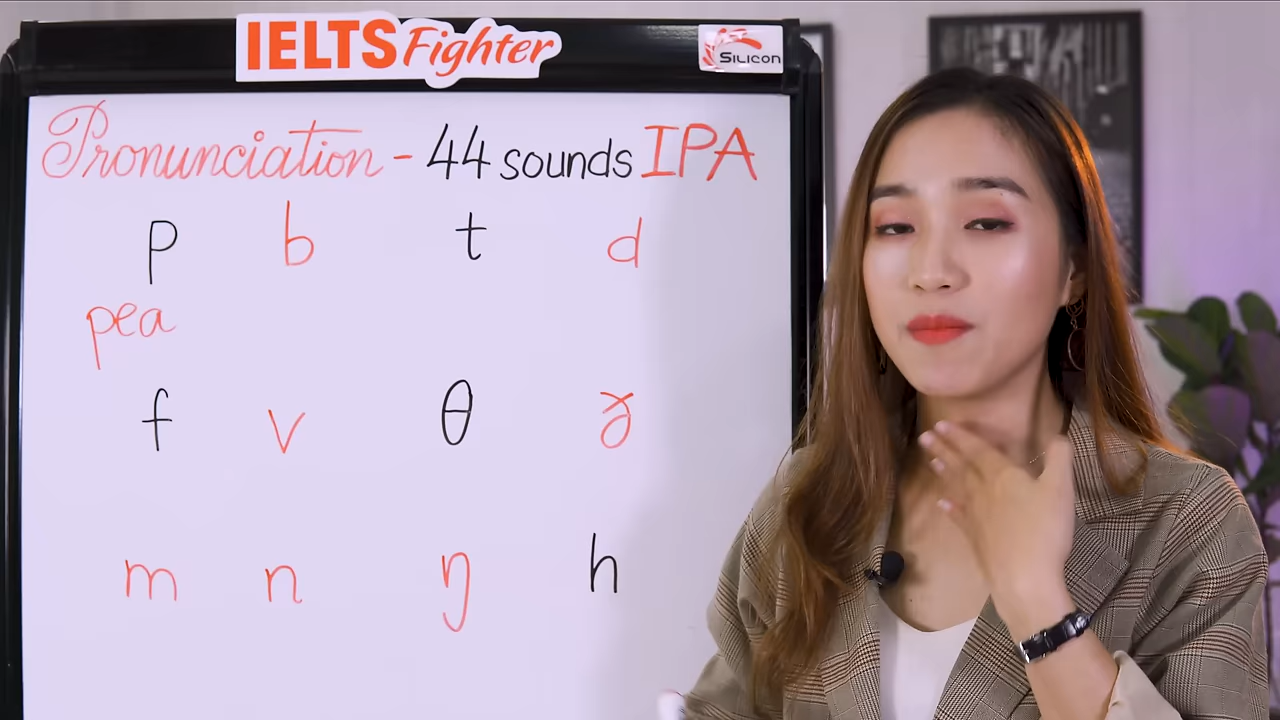 IELTS Fighter
SILICON
Pronunciation - 44 sounds IPA
p b t d
pea
f v θ ð
m n ŋ h